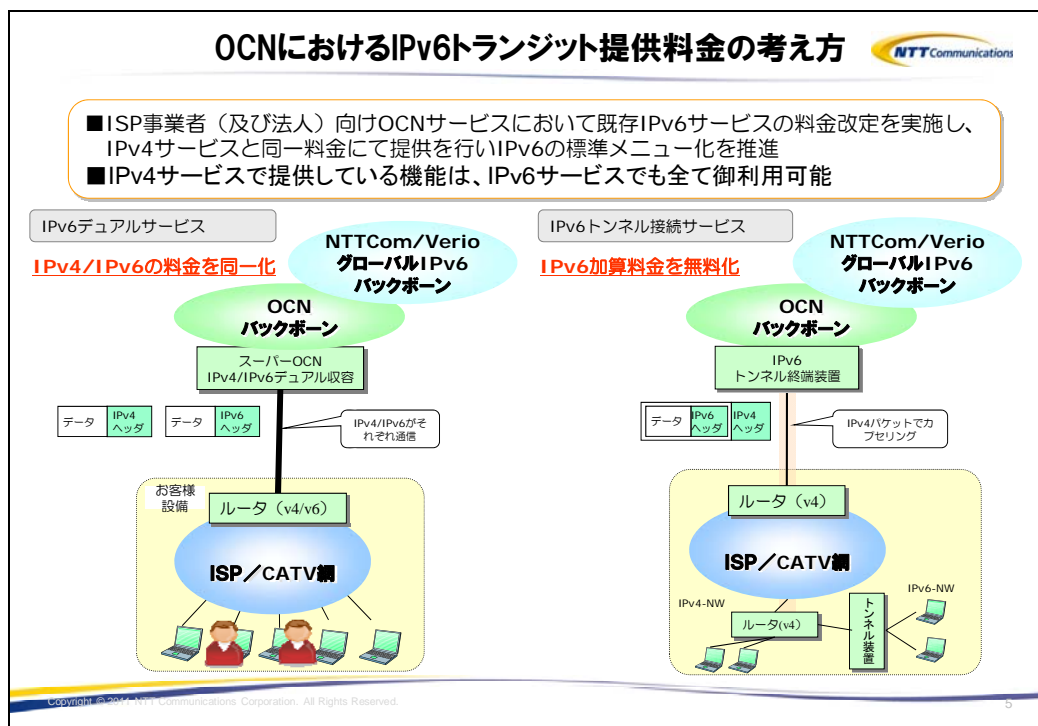 OCNにおけるIPv6トランジット提供料金の考え方
NTT Communications
■ISP事業者（及び法人）向けOCNサービスにおいて既存IPv6サービスの料金改定を実施し、
IPv4サービスと同一料金にて提供を行いIPv6の標準メニュー化を推進
■IPv4サービスで提供している機能は、IPv6サービスでも全て御利用可能
IPv6デュアルサービス
IPv4/IPv6の料金を同一化
NTTCom/Verio
グローバルIPv6
バックボーン
OCN
バックボーン
スーパーOCN
IPv4/IPv6デュアル収容
データ
IPv4
ヘッダ
データ
IPv6
ヘッダ
IPv4/IPv6がそ
れぞれ通信
お客様
設備
ルータ（v4/v6）
ISP／CATV網
IPv6トンネル接続サービス
IPv6加算料金を無料化
NTTCom/Verio
グローバルIPv6
バックボーン
OCN
バックボーン
IPv6
トンネル終端装置
データ
IPv6
ヘッダ
IPv4
ヘッダ
IPv4パケットでカ
プセリング
ルータ（v4）
ISP／CATV網
IPv4-NW
IPv6-NW
ルータ(v4)
トンネル装置
Copyright © 2011 NTT Communications Corporation. All Rights Reserved.
5